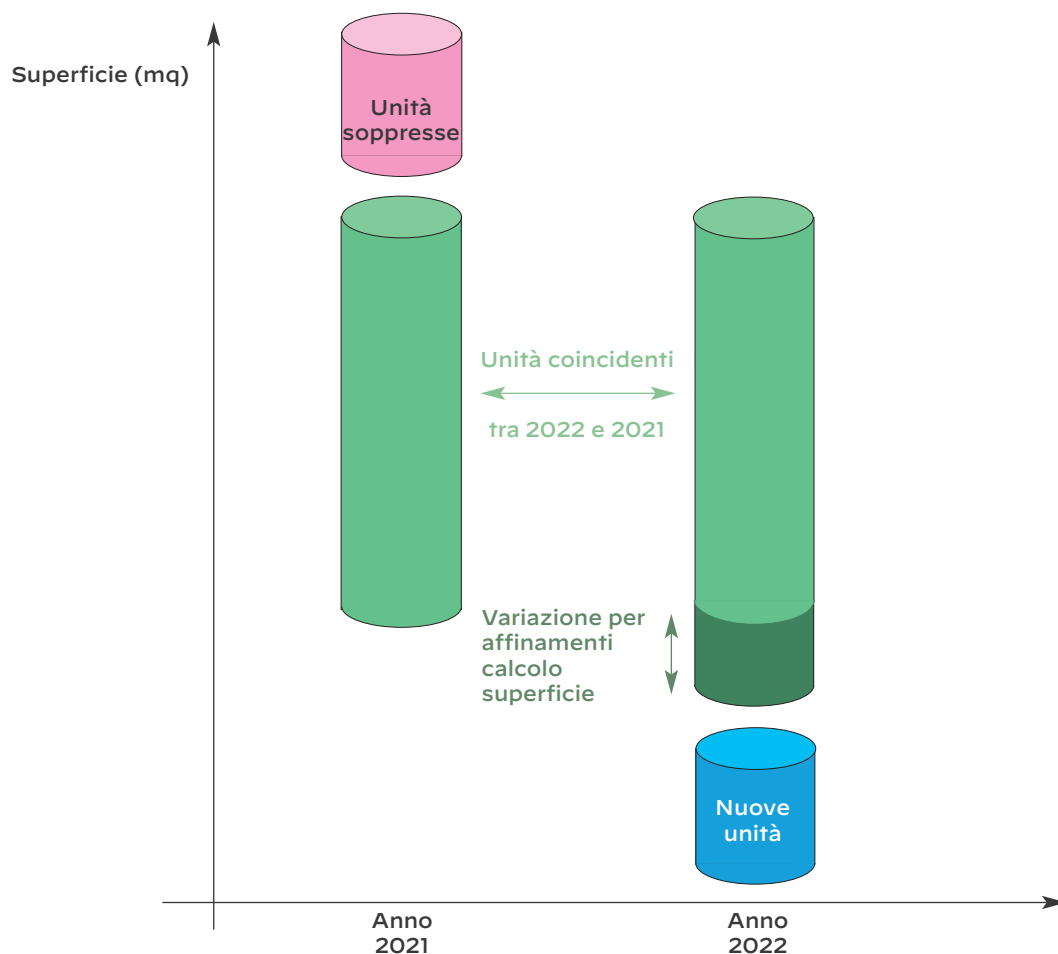 Superficie (mq)
Unità
soppresse
Unità coincidenti
tra 2022 e 2021
Variazione per
affinamenti
calcolo
superficie
Nuove
unità
Anno
2021
Anno
2022